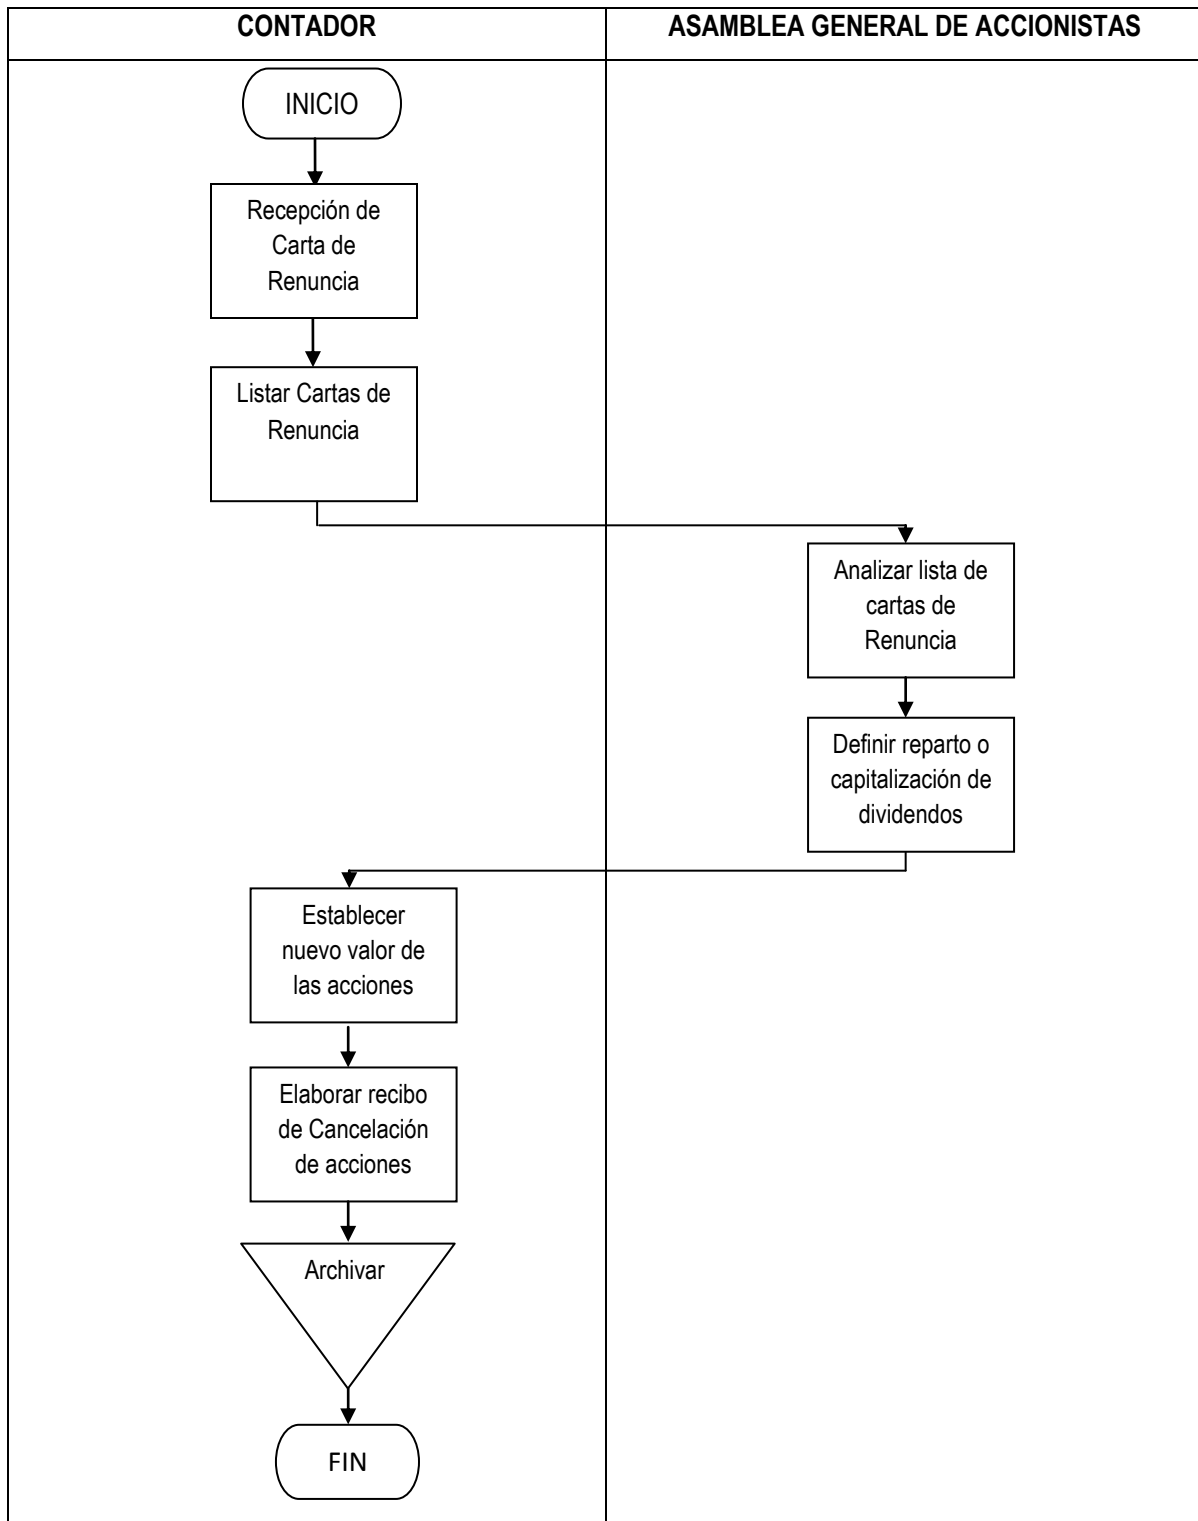 CONTADOR
ASAMBLEA GENERAL DE ACCIONISTAS
INICIO
Recepción de
Carta de
Renuncia
Listar Cartas de
Renuncia
Analizar lista de
cartas de
Renuncia
Definir reparto o
capitalización de
dividendos
Establecer
nuevo valor de
las acciones
Elaborar recibo
de Cancelación
de acciones
Archivar
FIN